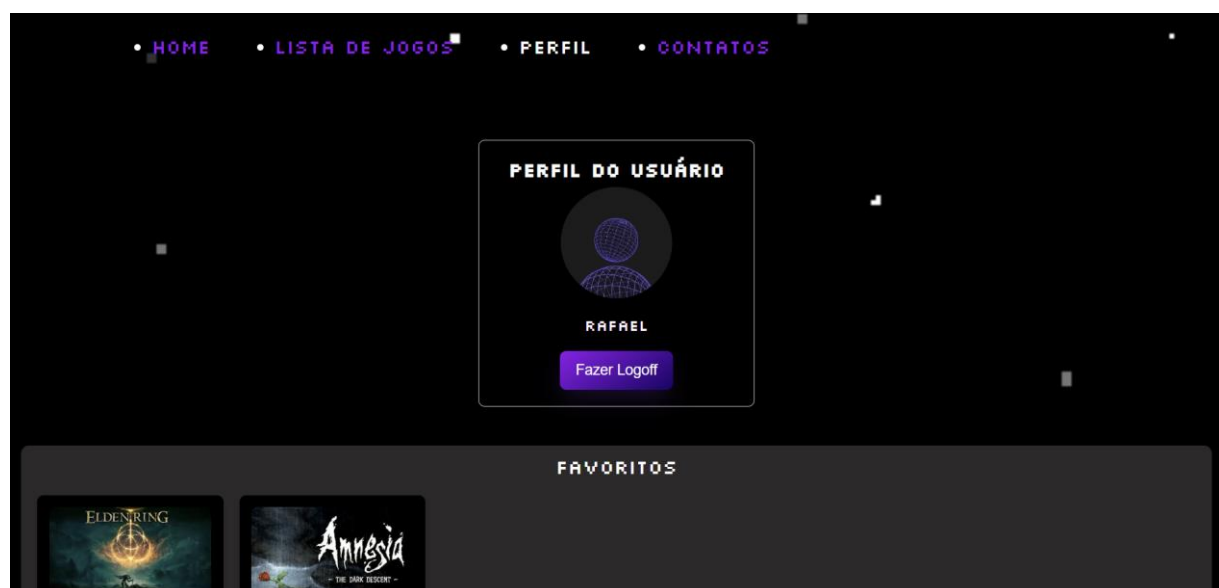 • HOME • LISTA DE JOGOS • PERFIL • CONTATOS
PERFIL DO USUÁRIO
RAFAEL
Fazer Logoff
FAVORITOS
ELDEN RING
Amnesia
- THE DARK DESCENT -